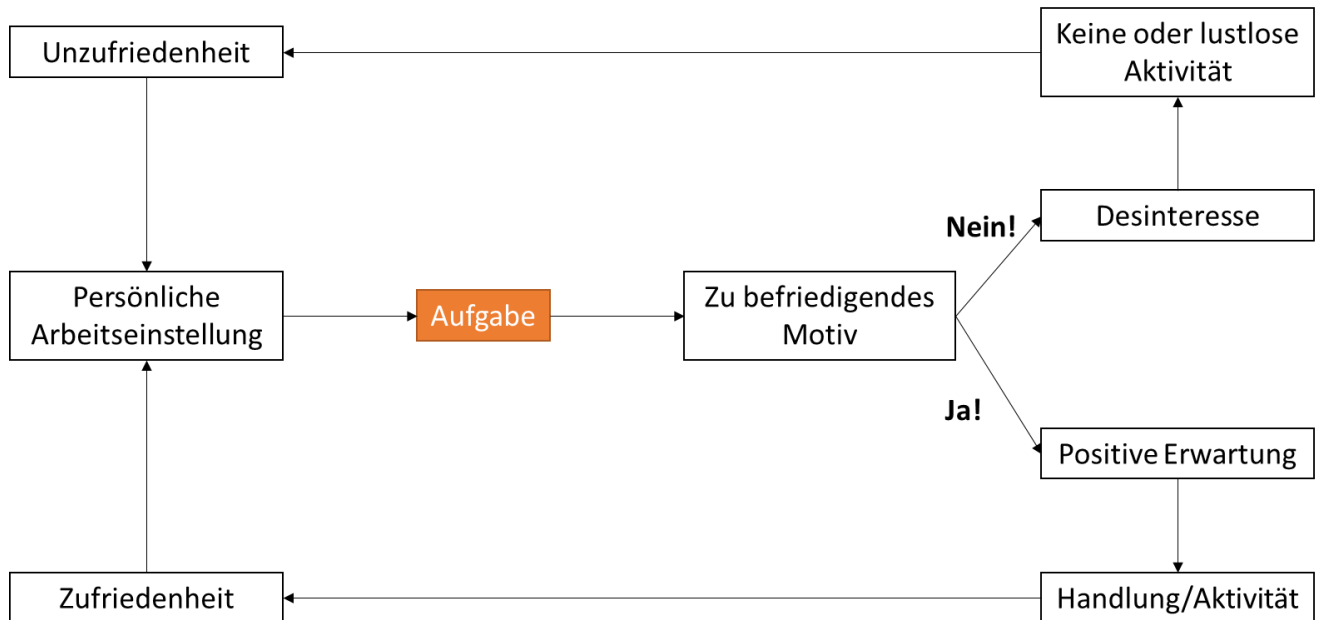 Unzufriedenheit
Keine oder lustlose
Aktivität
Nein!
Desinteresse
Persönliche
Arbeitseinstellung
Aufgabe
Zu befriedigendes
Motiv
Ja!
Positive Erwartung
Zufriedenheit
Handlung/Aktivität